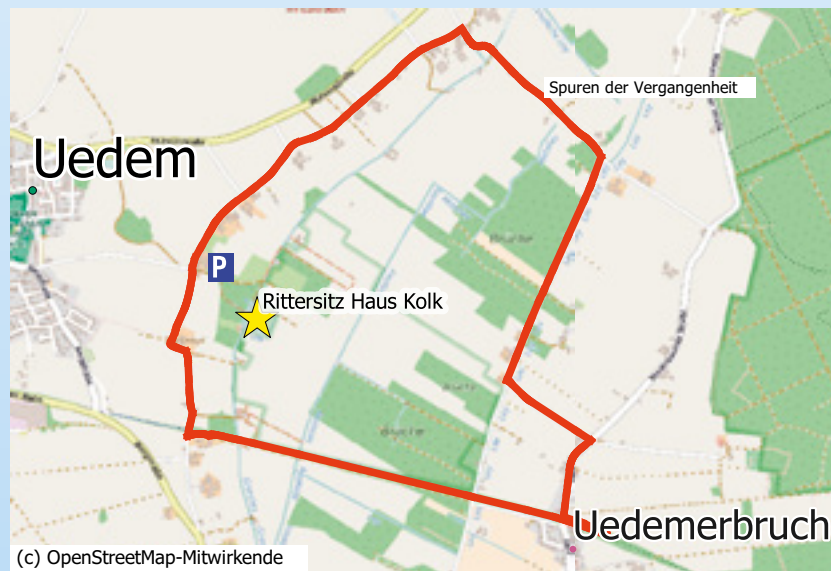 Spuren der Vergangenheit
Uedem
P
Rittersitz Haus Kolk
Uedemerbruch
(c) OpenStreetMap-Mitwirkende